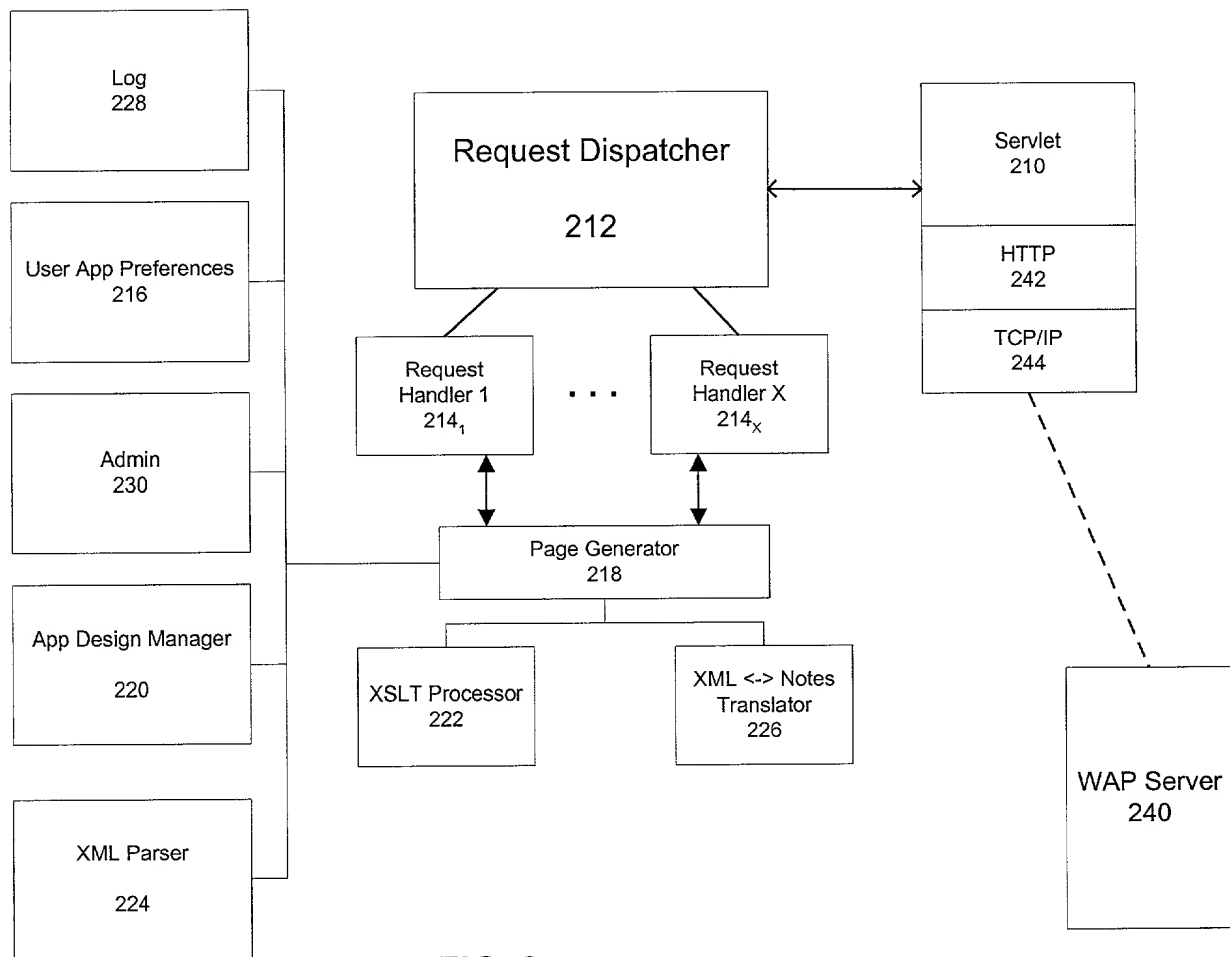 Log
228
User App Preferences
216
Admin
230
App Design Manager
220
XML Parser
224
Request Dispatcher
212
Request
Handler 1
214₁
. . .
Request
Handler X
214ₓ
Page Generator
218
XSLT Processor
222
XML <-> Notes
Translator
226
Servlet
210
HTTP
242
TCP/IP
244
WAP Server
240